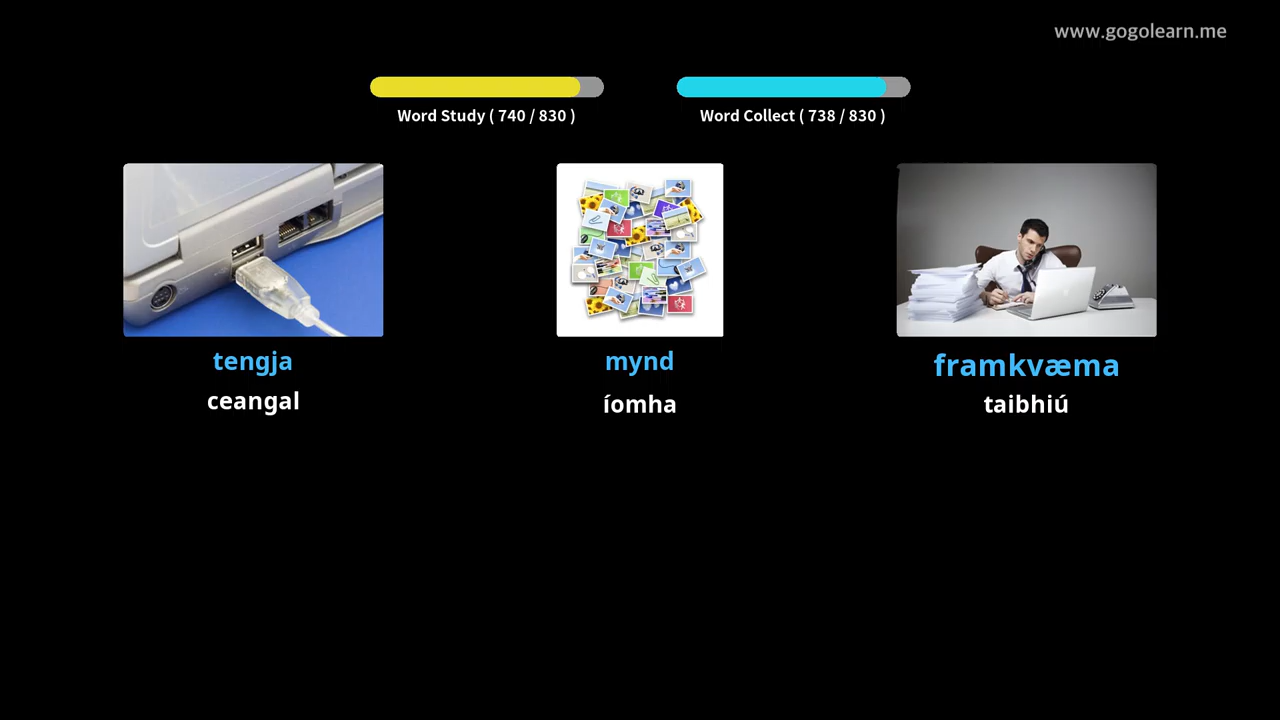 www.gogolearn.me
Word Study ( 740 / 830 )
Word Collect ( 738 / 830 )
tengja
mynd
framkvæma
ceangal
íomha
taibhiú